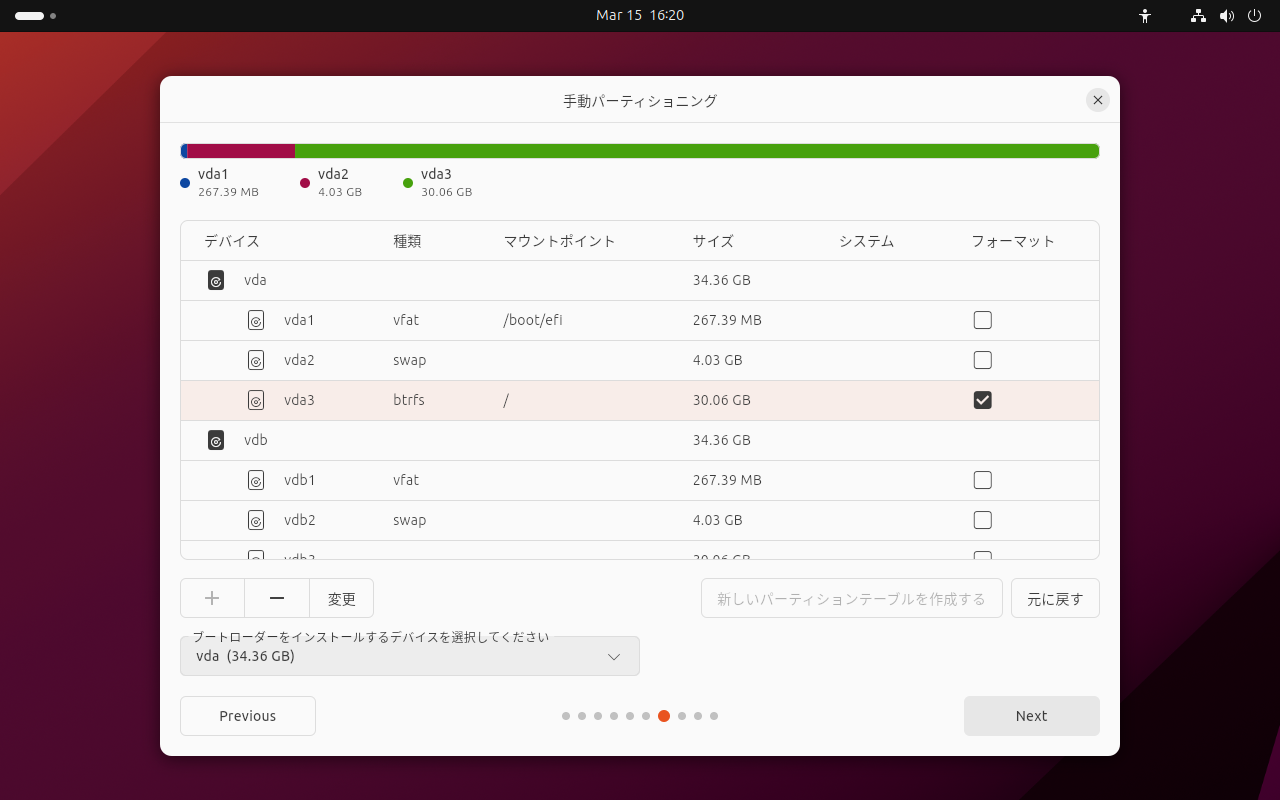 Mar 15 16:20
手動パーティショニング
vda1
267.39 MB
vda2
4.03 GB
vda3
30.06 GB
デバイス 種類 マウントポイント サイズ システム フォーマット
vda 34.36 GB
vda1 vfat /boot/efi 267.39 MB
vda2 swap 4.03 GB
vda3 btrfs / 30.06 GB
vdb 34.36 GB
vdb1 vfat 267.39 MB
vdb2 swap 4.03 GB
vdb3 30.06 GB
変更 新しいパーティションテーブルを作成する 元に戻す
ブートローダーをインストールするデバイスを選択してください
vda (34.36 GB)
Previous Next